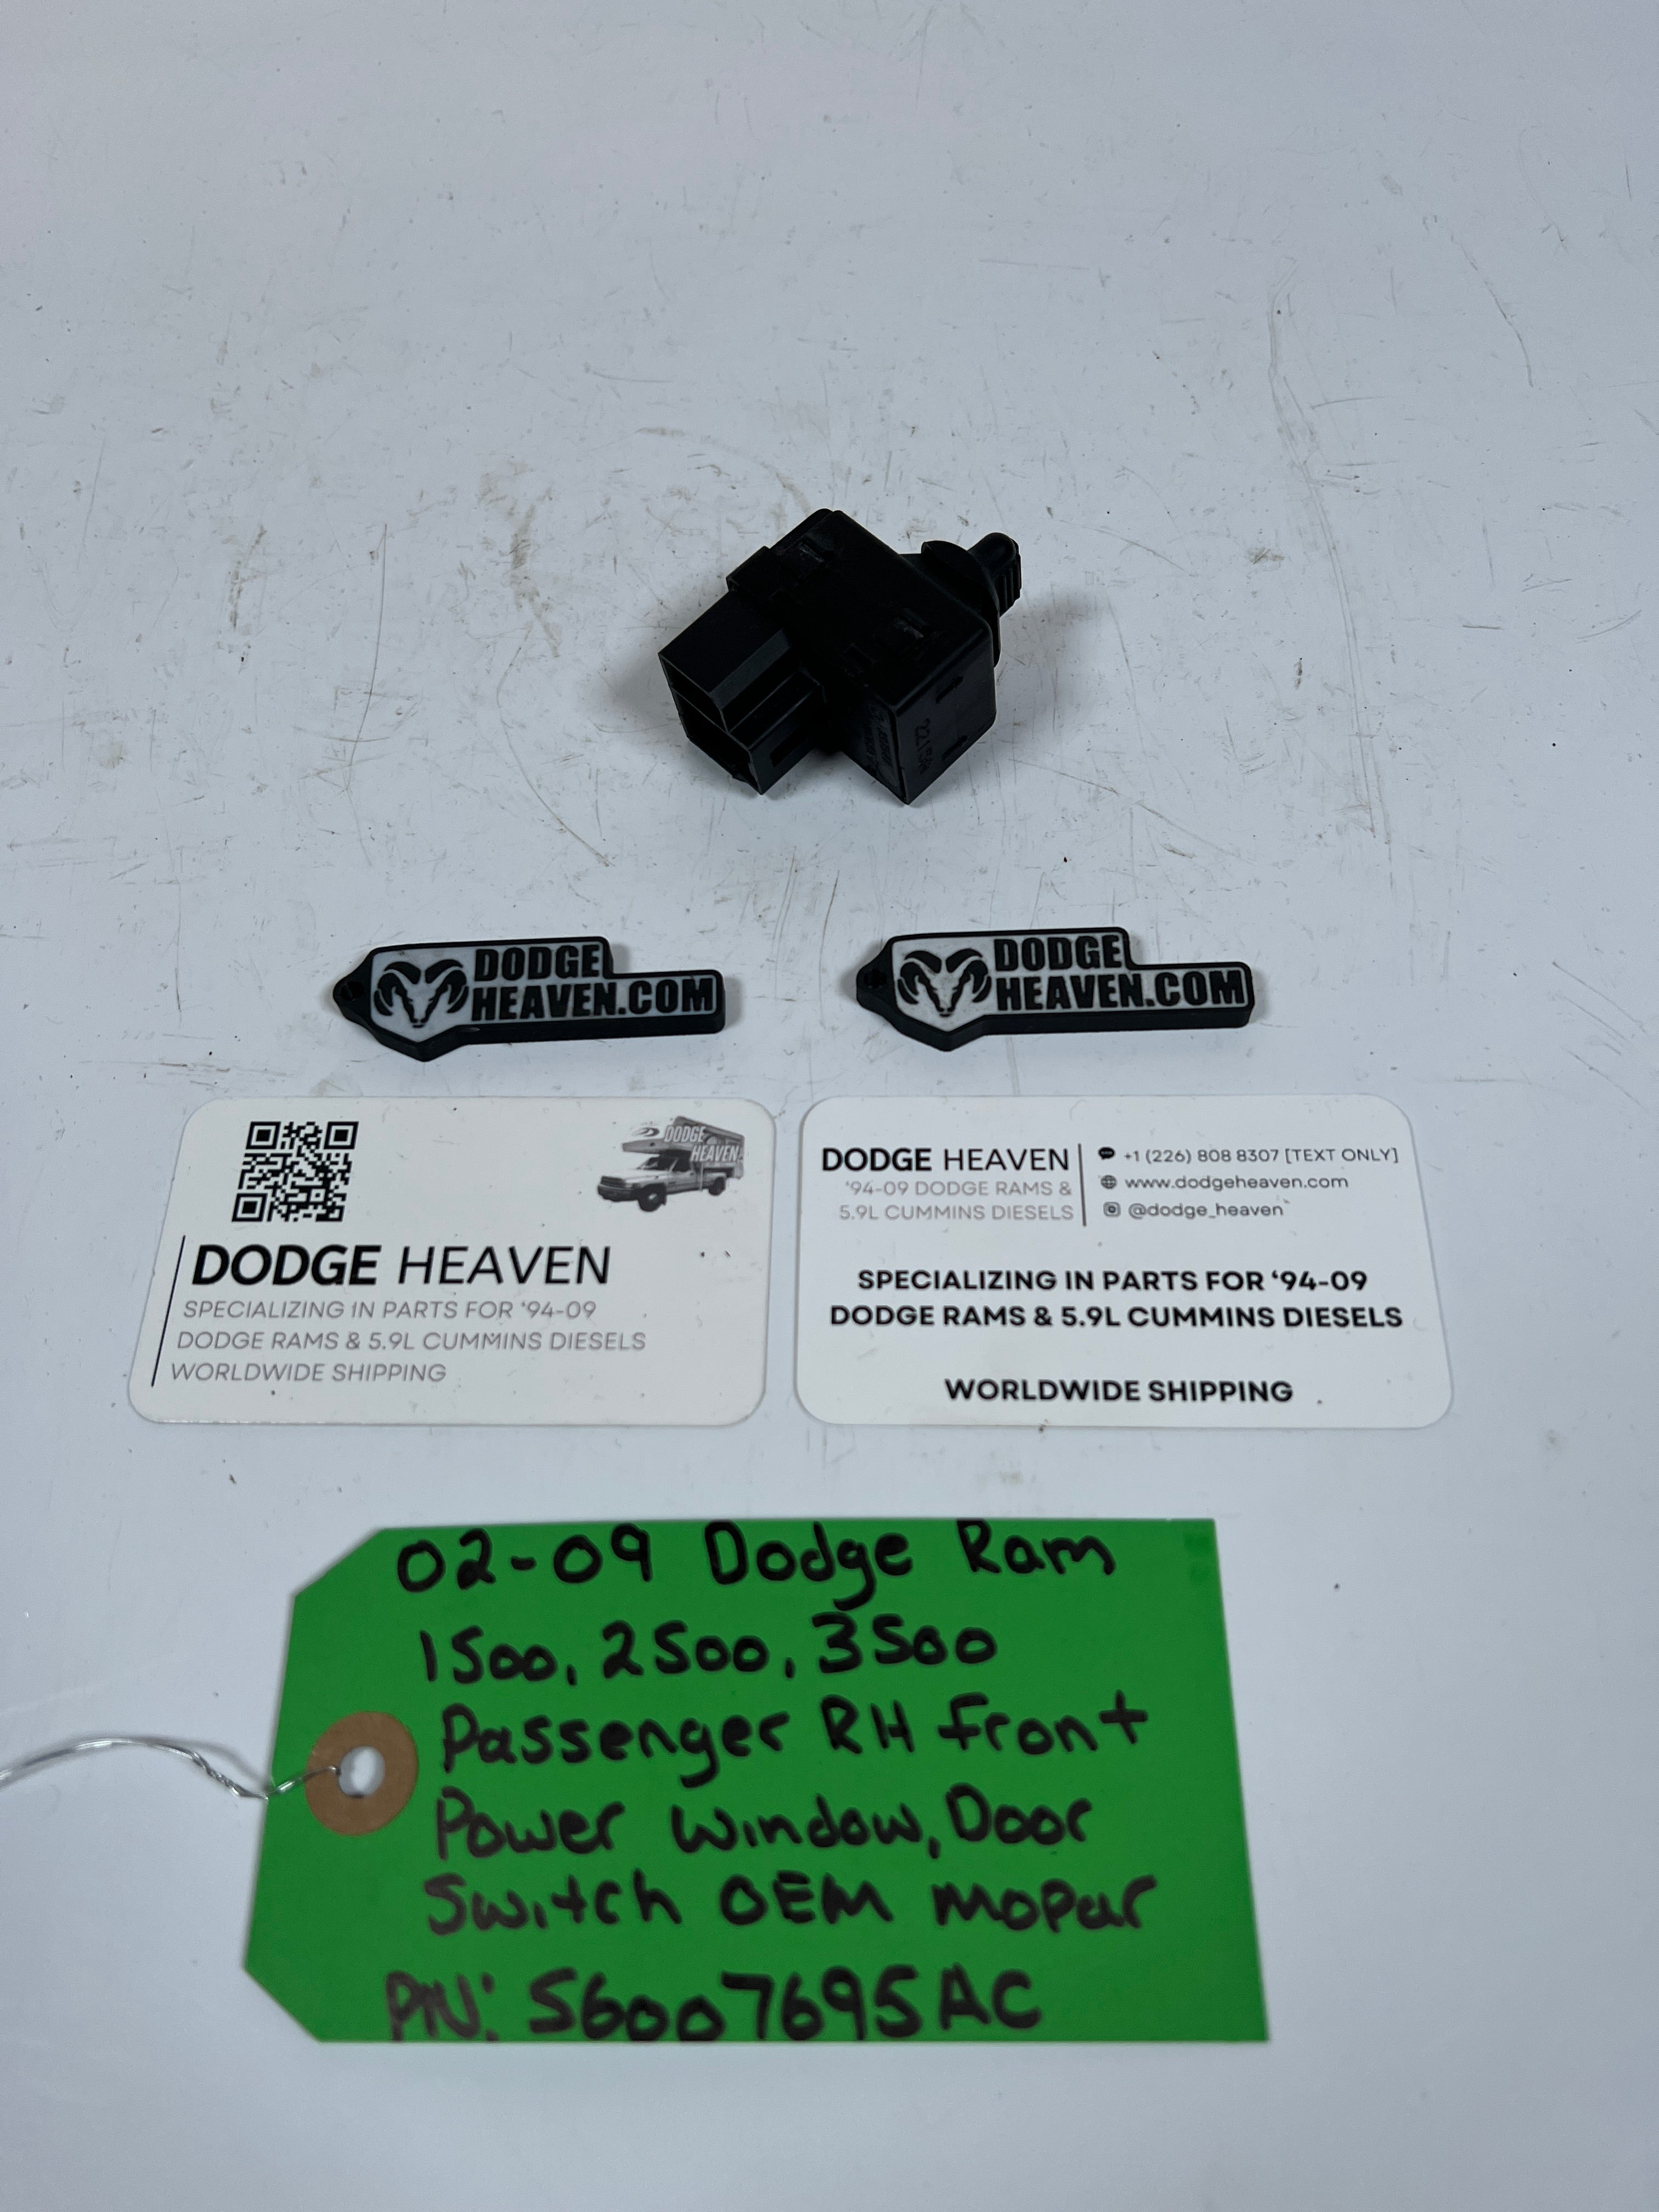 22175A
DODGE
HEAVEN.COM
DODGE
HEAVEN.COM
DODGE
HEAVEN
DODGE HEAVEN
SPECIALIZING IN PARTS FOR ‘94-09
DODGE RAMS & 5.9L CUMMINS DIESELS
WORLDWIDE SHIPPING
DODGE HEAVEN
‘94-09 DODGE RAMS &
5.9L CUMMINS DIESELS
+1 (226) 808 8307 [TEXT ONLY]
www.dodgeheaven.com
@dodge_heaven
SPECIALIZING IN PARTS FOR ‘94-09
DODGE RAMS & 5.9L CUMMINS DIESELS
WORLDWIDE SHIPPING
02-09 Dodge Ram
1500, 2500, 3500
Passenger RH front
Power window, Door
Switch OEM mopar
PN: 56007695AC